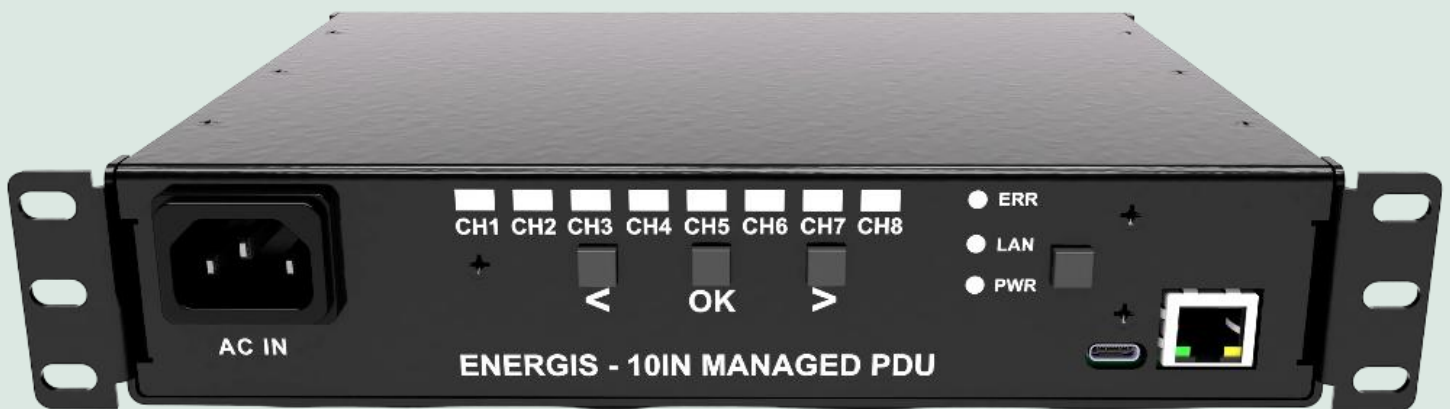 CH1 CH2 CH3 CH4 CH5 CH6 CH7 CH8
ERR
LAN
PWR
< OK >
AC IN
ENERGIS - 10IN MANAGED PDU